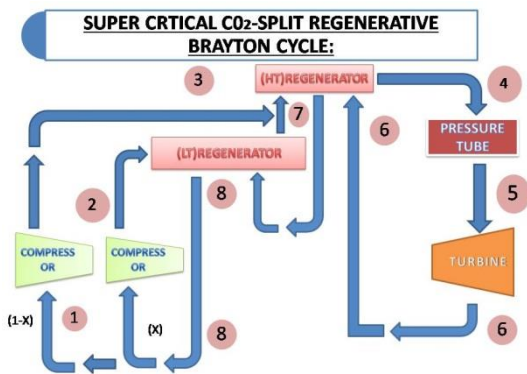 SUPER CRTICAL C02-SPLIT REGENERATIVE
BRAYTON CYCLE:
3
(HT)REGENERATOR
4
7
6
PRESSURE
TUBE
(LT)REGENERATOR
2
8
5
COMPRESS
OR
COMPRESS
OR
TURBINE
(1-X)
1
(X)
8
6